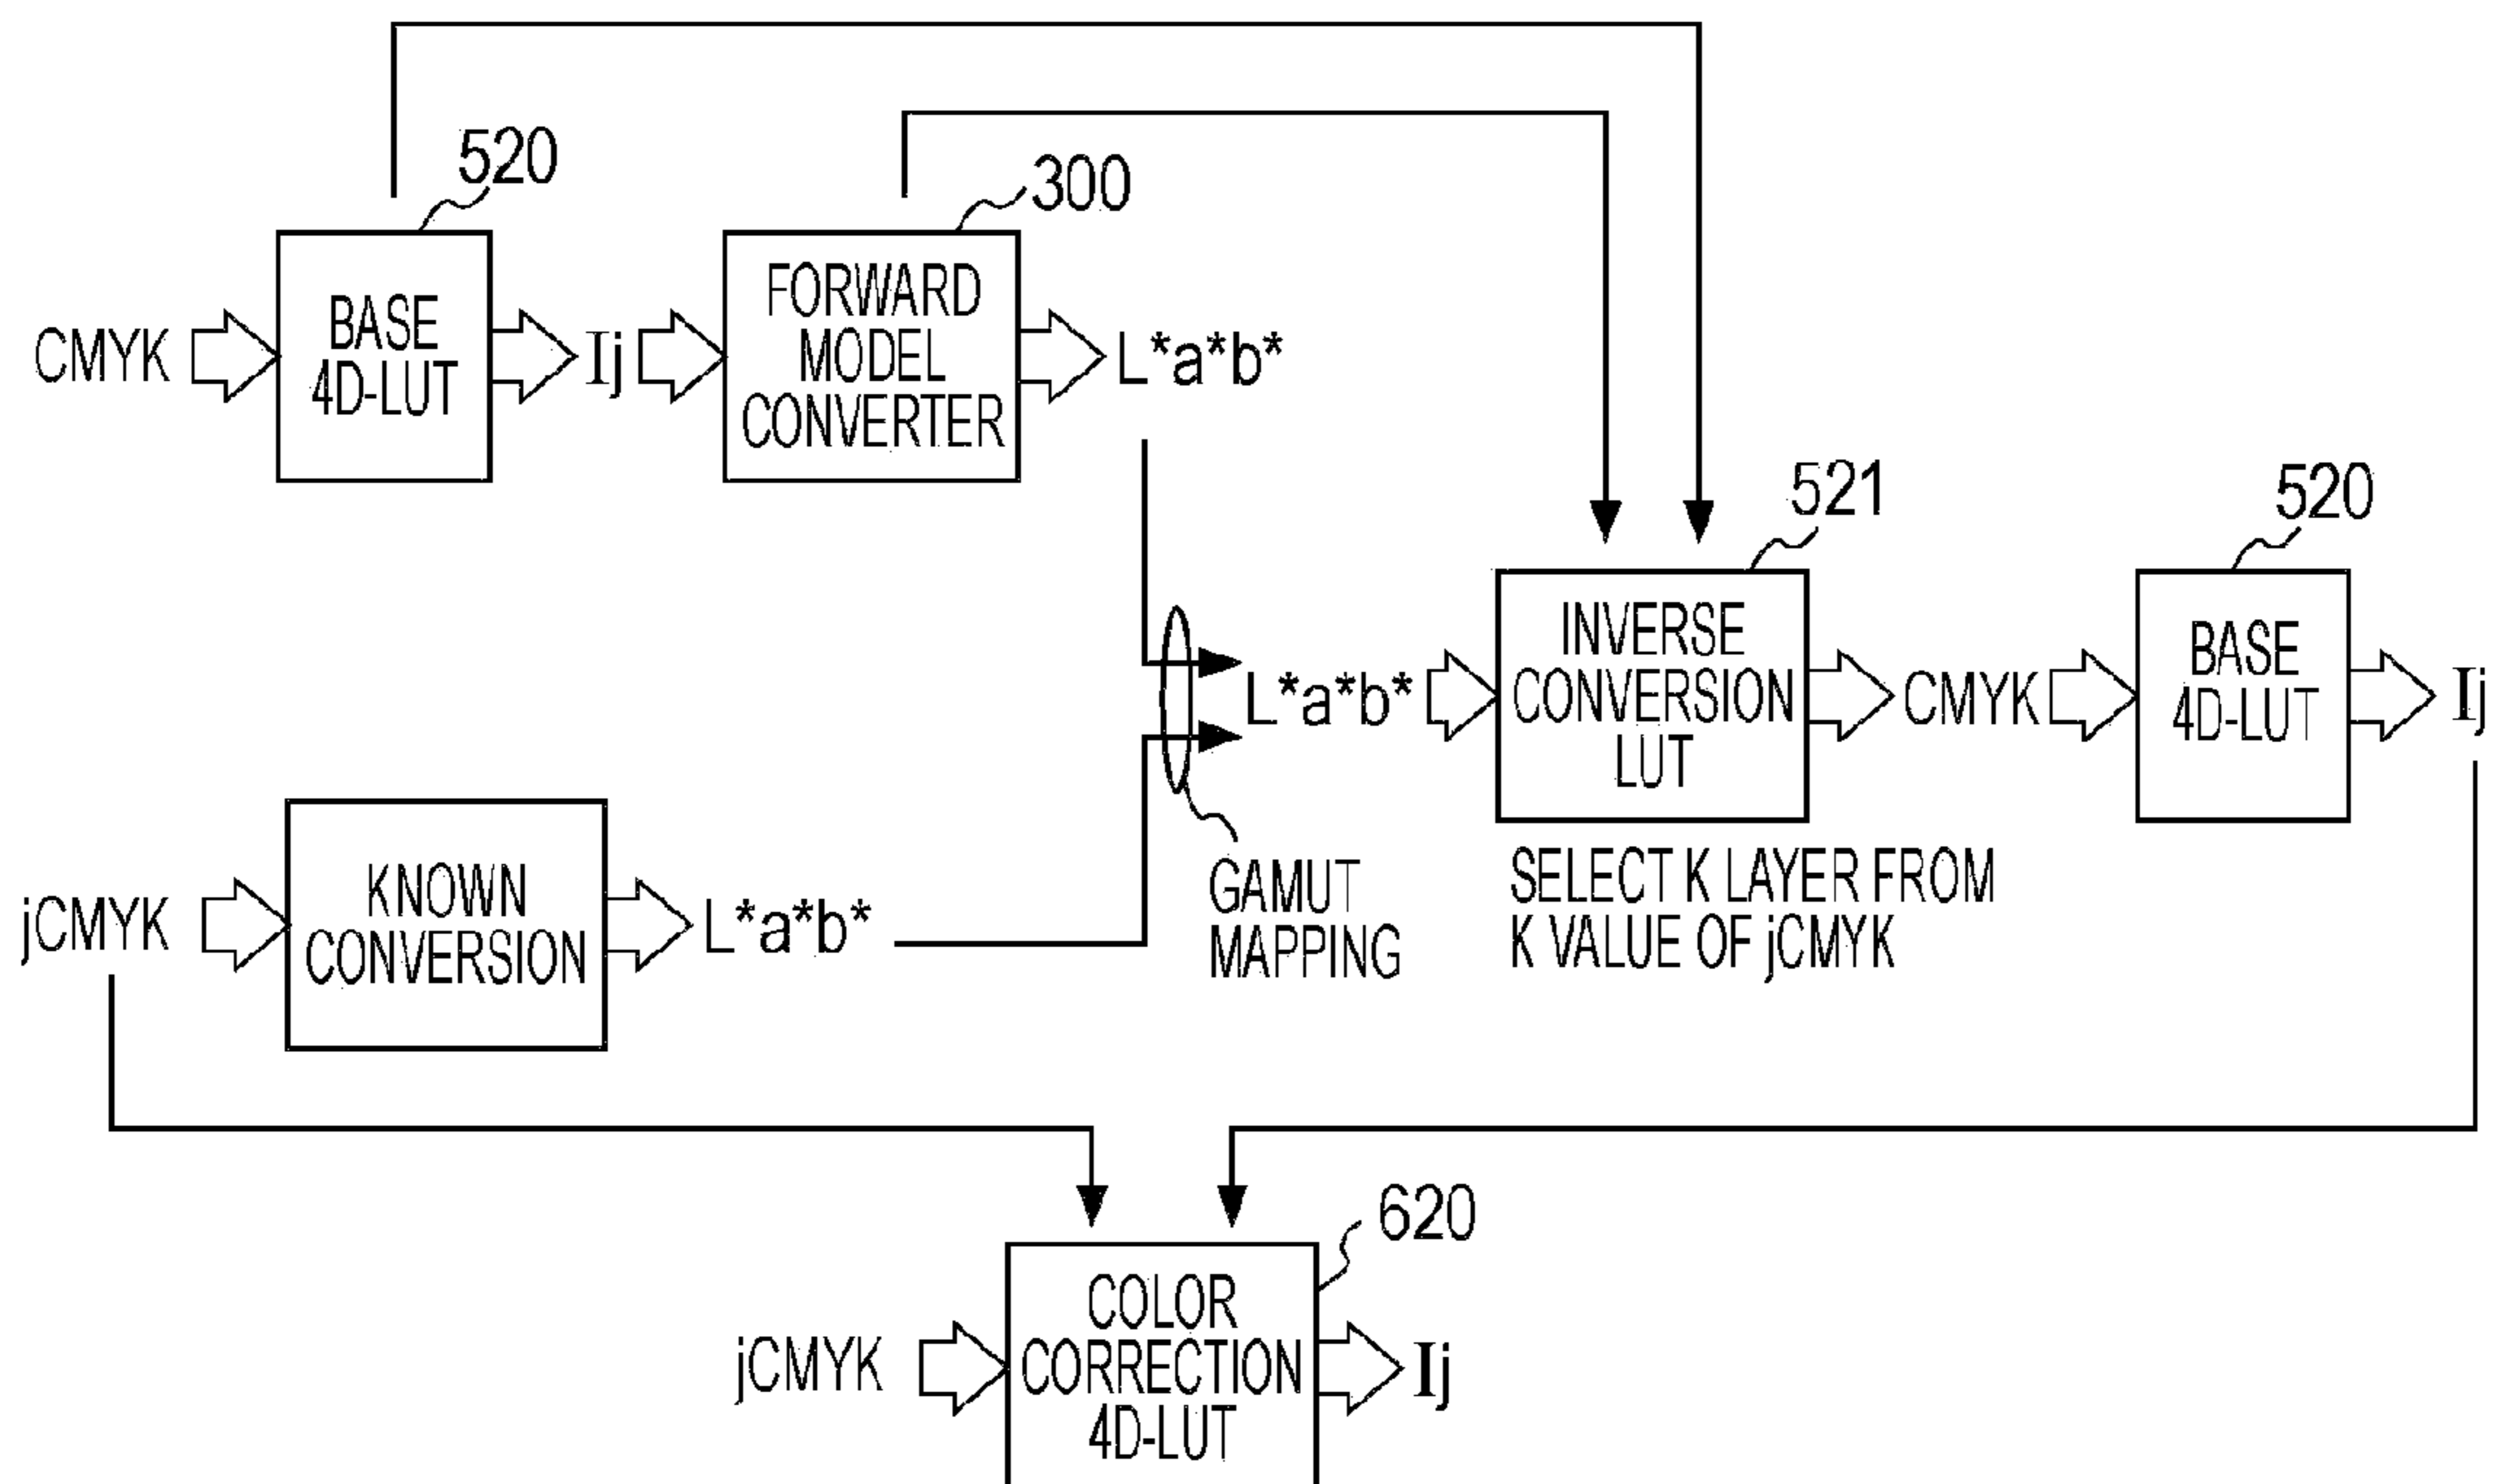 520
300
CMYK
BASE
4D-LUT
Ij
FORWARD
MODEL
CONVERTER
L*a*b*
521
520
L*a*b*
INVERSE
CONVERSION
LUT
CMYK
BASE
4D-LUT
Ij
jCMYK
KNOWN
CONVERSION
L*a*b*
GAMUT
MAPPING
SELECT K LAYER FROM
K VALUE OF jCMYK
620
jCMYK
COLOR
CORRECTION
4D-LUT
Ij